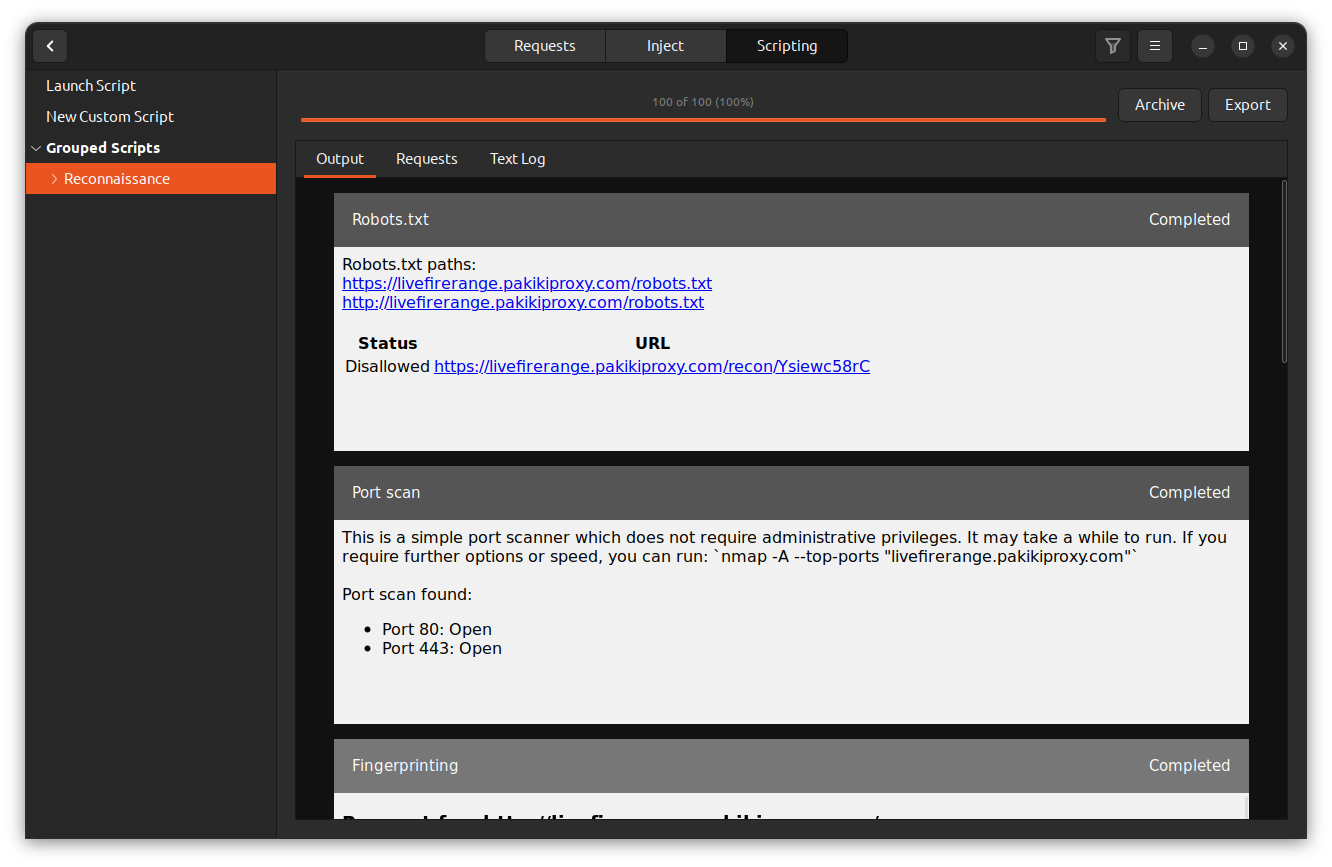 Requests Inject Scripting
Launch Script
New Custom Script
Grouped Scripts
Reconnaissance
100 of 100 (100%)
Archive Export
Output Requests Text Log
Robots.txt Completed
Robots.txt paths:
https://livefirerange.pakikiproxy.com/robots.txt
http://livefirerange.pakikiproxy.com/robots.txt
Status URL
Disallowed https://livefirerange.pakikiproxy.com/recon/Ysiewc58rC
Port scan Completed
This is a simple port scanner which does not require administrative privileges. It may take a while to run. If you
require further options or speed, you can run: `nmap -A --top-ports "livefirerange.pakikiproxy.com"`
Port scan found:
• Port 80: Open
• Port 443: Open
Fingerprinting Completed